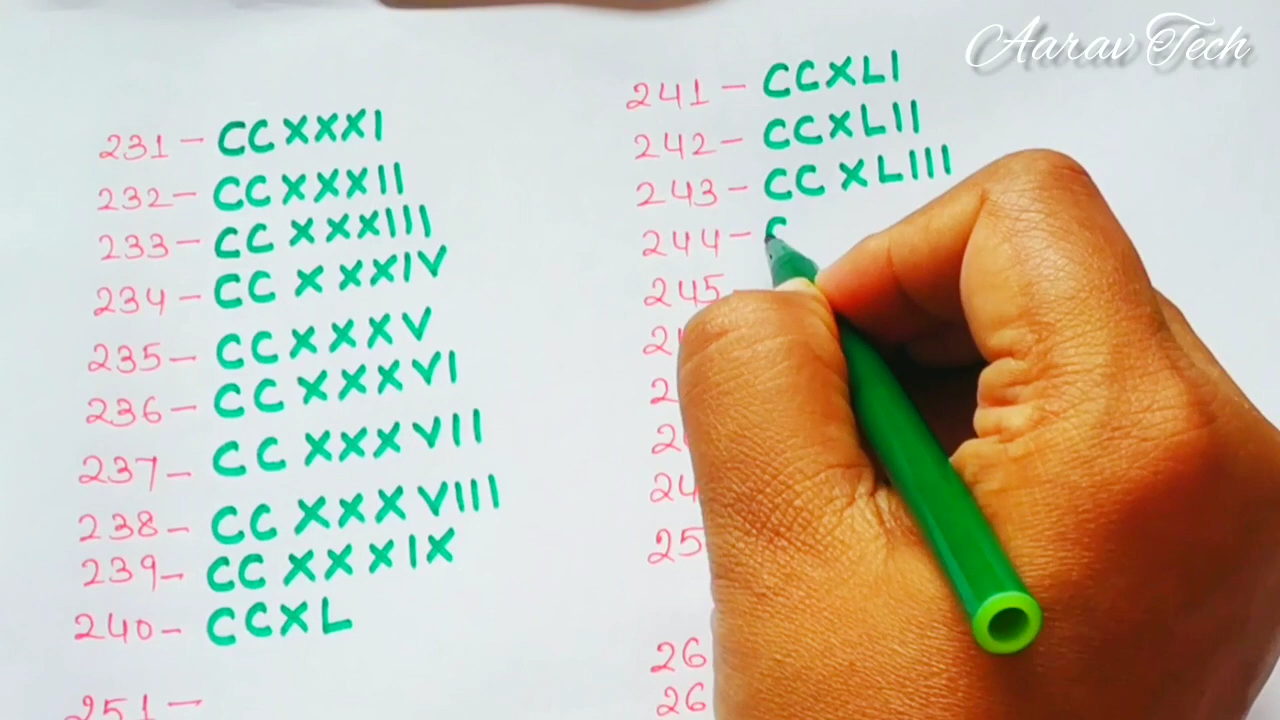 Aarav Tech
231 - CCXXXI
232 - CCXXXII
233 - CCXXXIII
234 - CCXXXIV
235 - CCXXXV
236 - CCXXXVI
237 - CCXXXVII
238 - CCXXXVIII
239 - CCXXXIX
240 - CCXL
251 -
241 - CCXLI
242 - CCXLII
243 - CCXLIII
244 - C
245